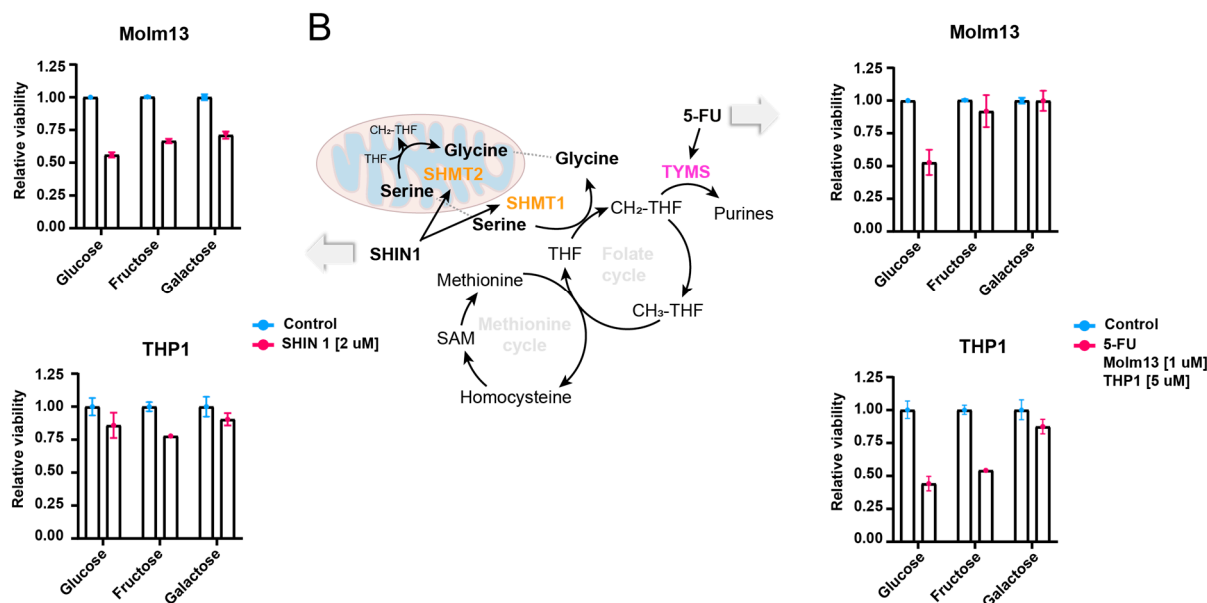 B
Molm13
Relative viability
1.25
1.00
0.75
0.50
0.25
0.00
Glucose
Fructose
Galactose
Control
SHIN 1 [2 uM]
THP1
Relative viability
1.25
1.00
0.75
0.50
0.25
0.00
Glucose
Fructose
Galactose
CH₂-THF
THF
Glycine
SHMT2
Serine
Glycine
SHMT1
Serine
SHIN1
5-FU
TYMS
CH₂-THF
Purines
THF
Folate
cycle
CH₃-THF
Methionine
Methionine
cycle
SAM
Homocysteine
Molm13
Relative viability
1.25
1.00
0.75
0.50
0.25
0.00
Glucose
Fructose
Galactose
Control
5-FU
Molm13 [1 uM]
THP1 [5 uM]
THP1
Relative viability
1.25
1.00
0.75
0.50
0.25
0.00
Glucose
Fructose
Galactose